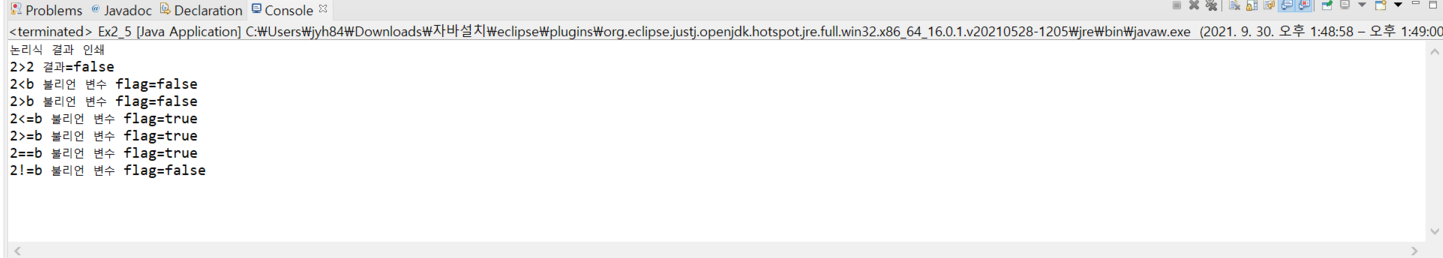 Problems Javadoc Declaration Console
<terminated> Ex2_5 [Java Application] C:₩Users₩jyh84₩Downloads₩자바설치₩eclipse₩plugins₩org.eclipse.justj.openjdk.hotspot.jre.full.win32.x86_64_16.0.1.v20210528-1205₩jre₩bin₩javaw.exe (2021. 9. 30. 오후 1:48:58 – 오후 1:49:00
논리식 결과 인쇄
2>2 결과=false
2<b 불리언 변수 flag=false
2>b 불리언 변수 flag=false
2<=b 불리언 변수 flag=true
2>=b 불리언 변수 flag=true
2==b 불리언 변수 flag=true
2!=b 불리언 변수 flag=false